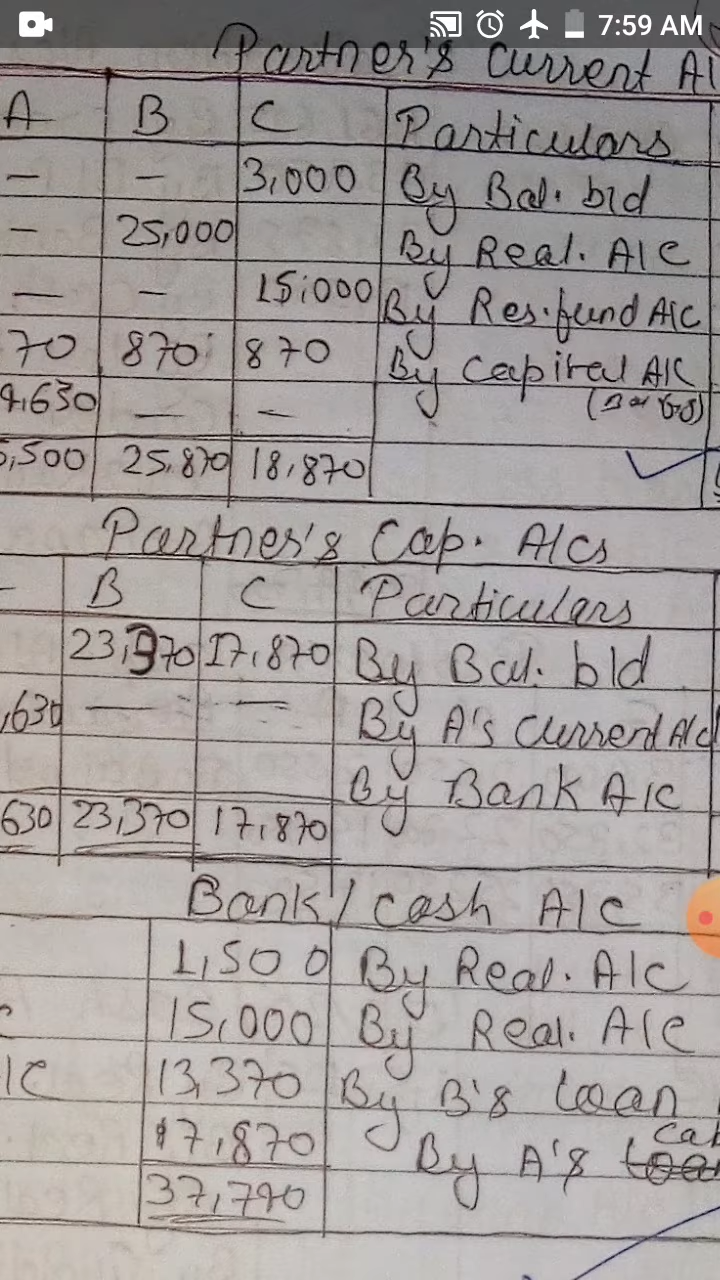 7:59 AM
Partner's Current A/
A B C Particulars
— — 3,000 By Bal. b/d
— 25,000 By Real. A/C
— — 15,000 By Res. fund A/C
70 870 870 By Capital A/C
9,630 — —
5,500 25,870 18,870
Partner's Cap. A/Cs
B C Particulars
23,970 17,870 By Bal. b/d
,630 — — By A's Current A/c
By Bank A/C
630 23,370 17,870
Bank / Cash A/C
1,500 By Real. A/C
15,000 By Real. A/C
/C 13,370 By B's Loan
7,870 By A's Cap
37,740